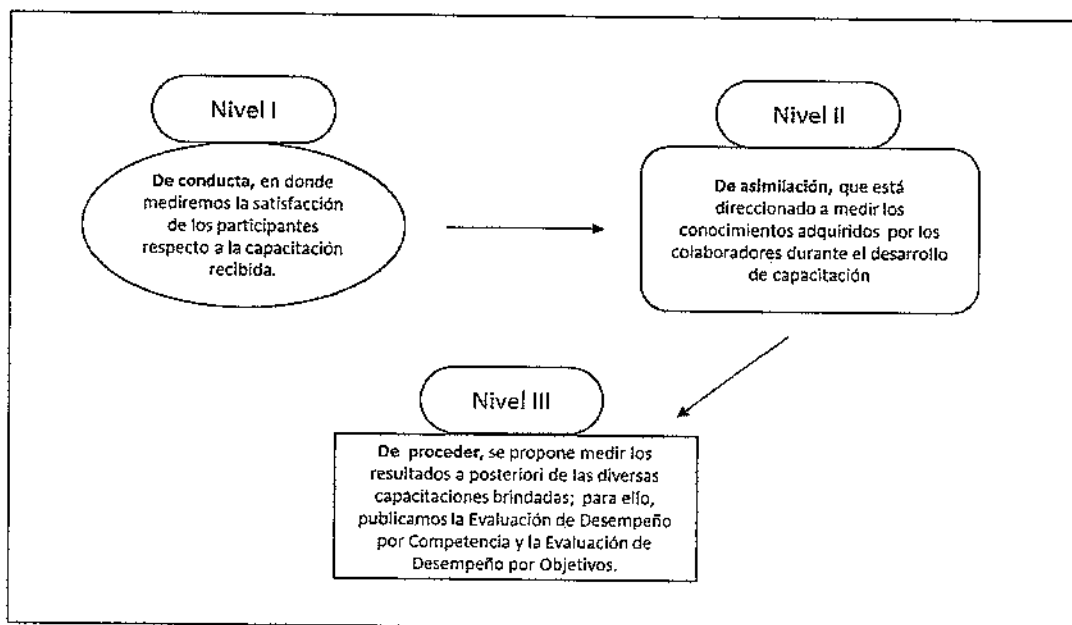 Nivel I
De conducta, en donde
mediremos la satisfacción
de los participantes
respecto a la capacitación
recibida.
Nivel II
De asimilación, que está
direccionado a medir los
conocimientos adquiridos por los
colaboradores durante el desarrollo
de capacitación
Nivel III
De proceder, se propone medir los
resultados a posteriori de las diversas
capacitaciones brindadas; para ello,
publicamos la Evaluación de Desempeño
por Competencia y la Evaluación de
Desempeño por Objetivos.